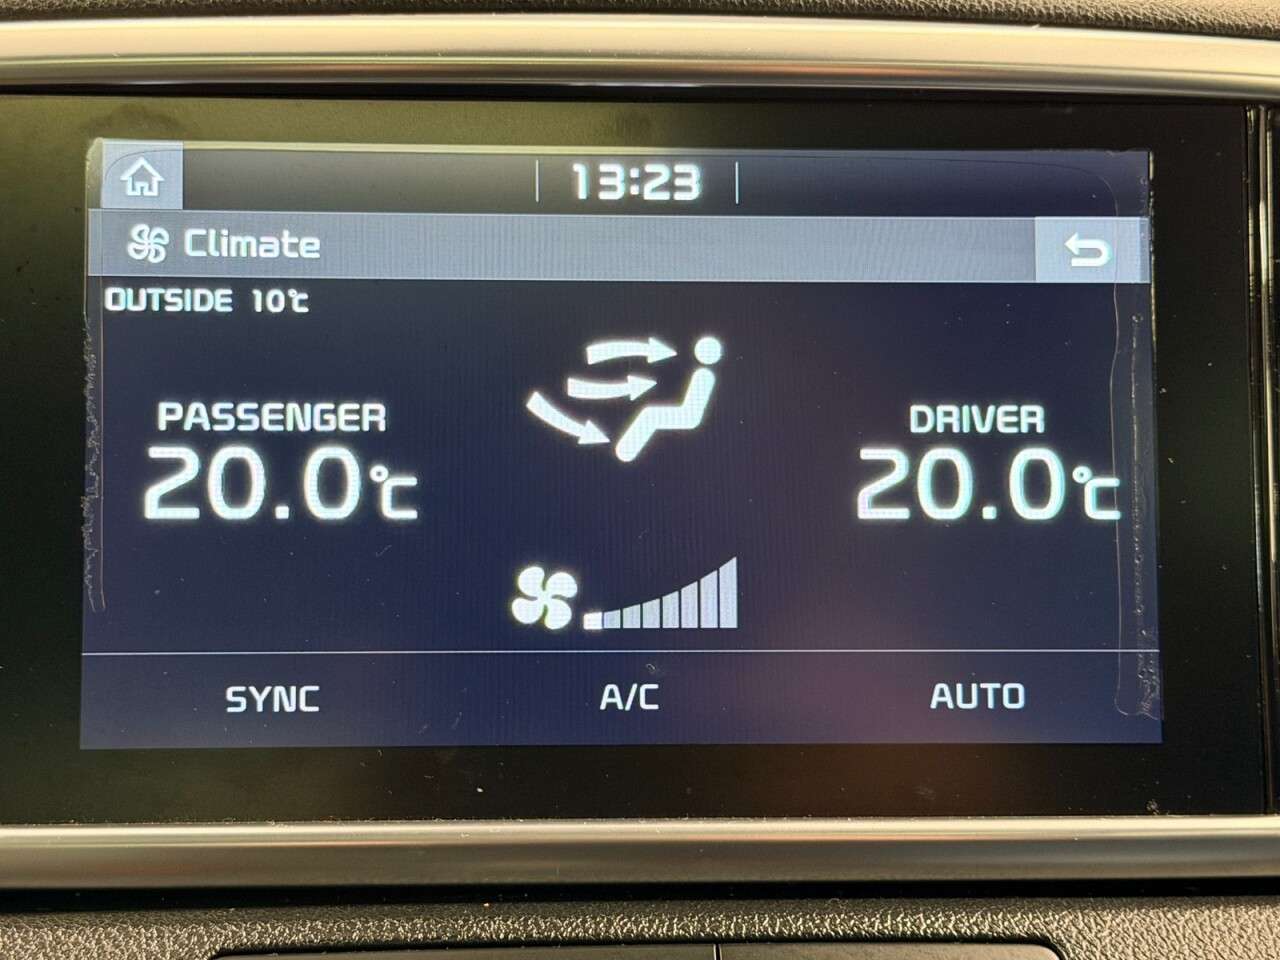 13:23
Climate
OUTSIDE 10℃
PASSENGER
20.0℃
DRIVER
20.0℃
SYNC
A/C
AUTO